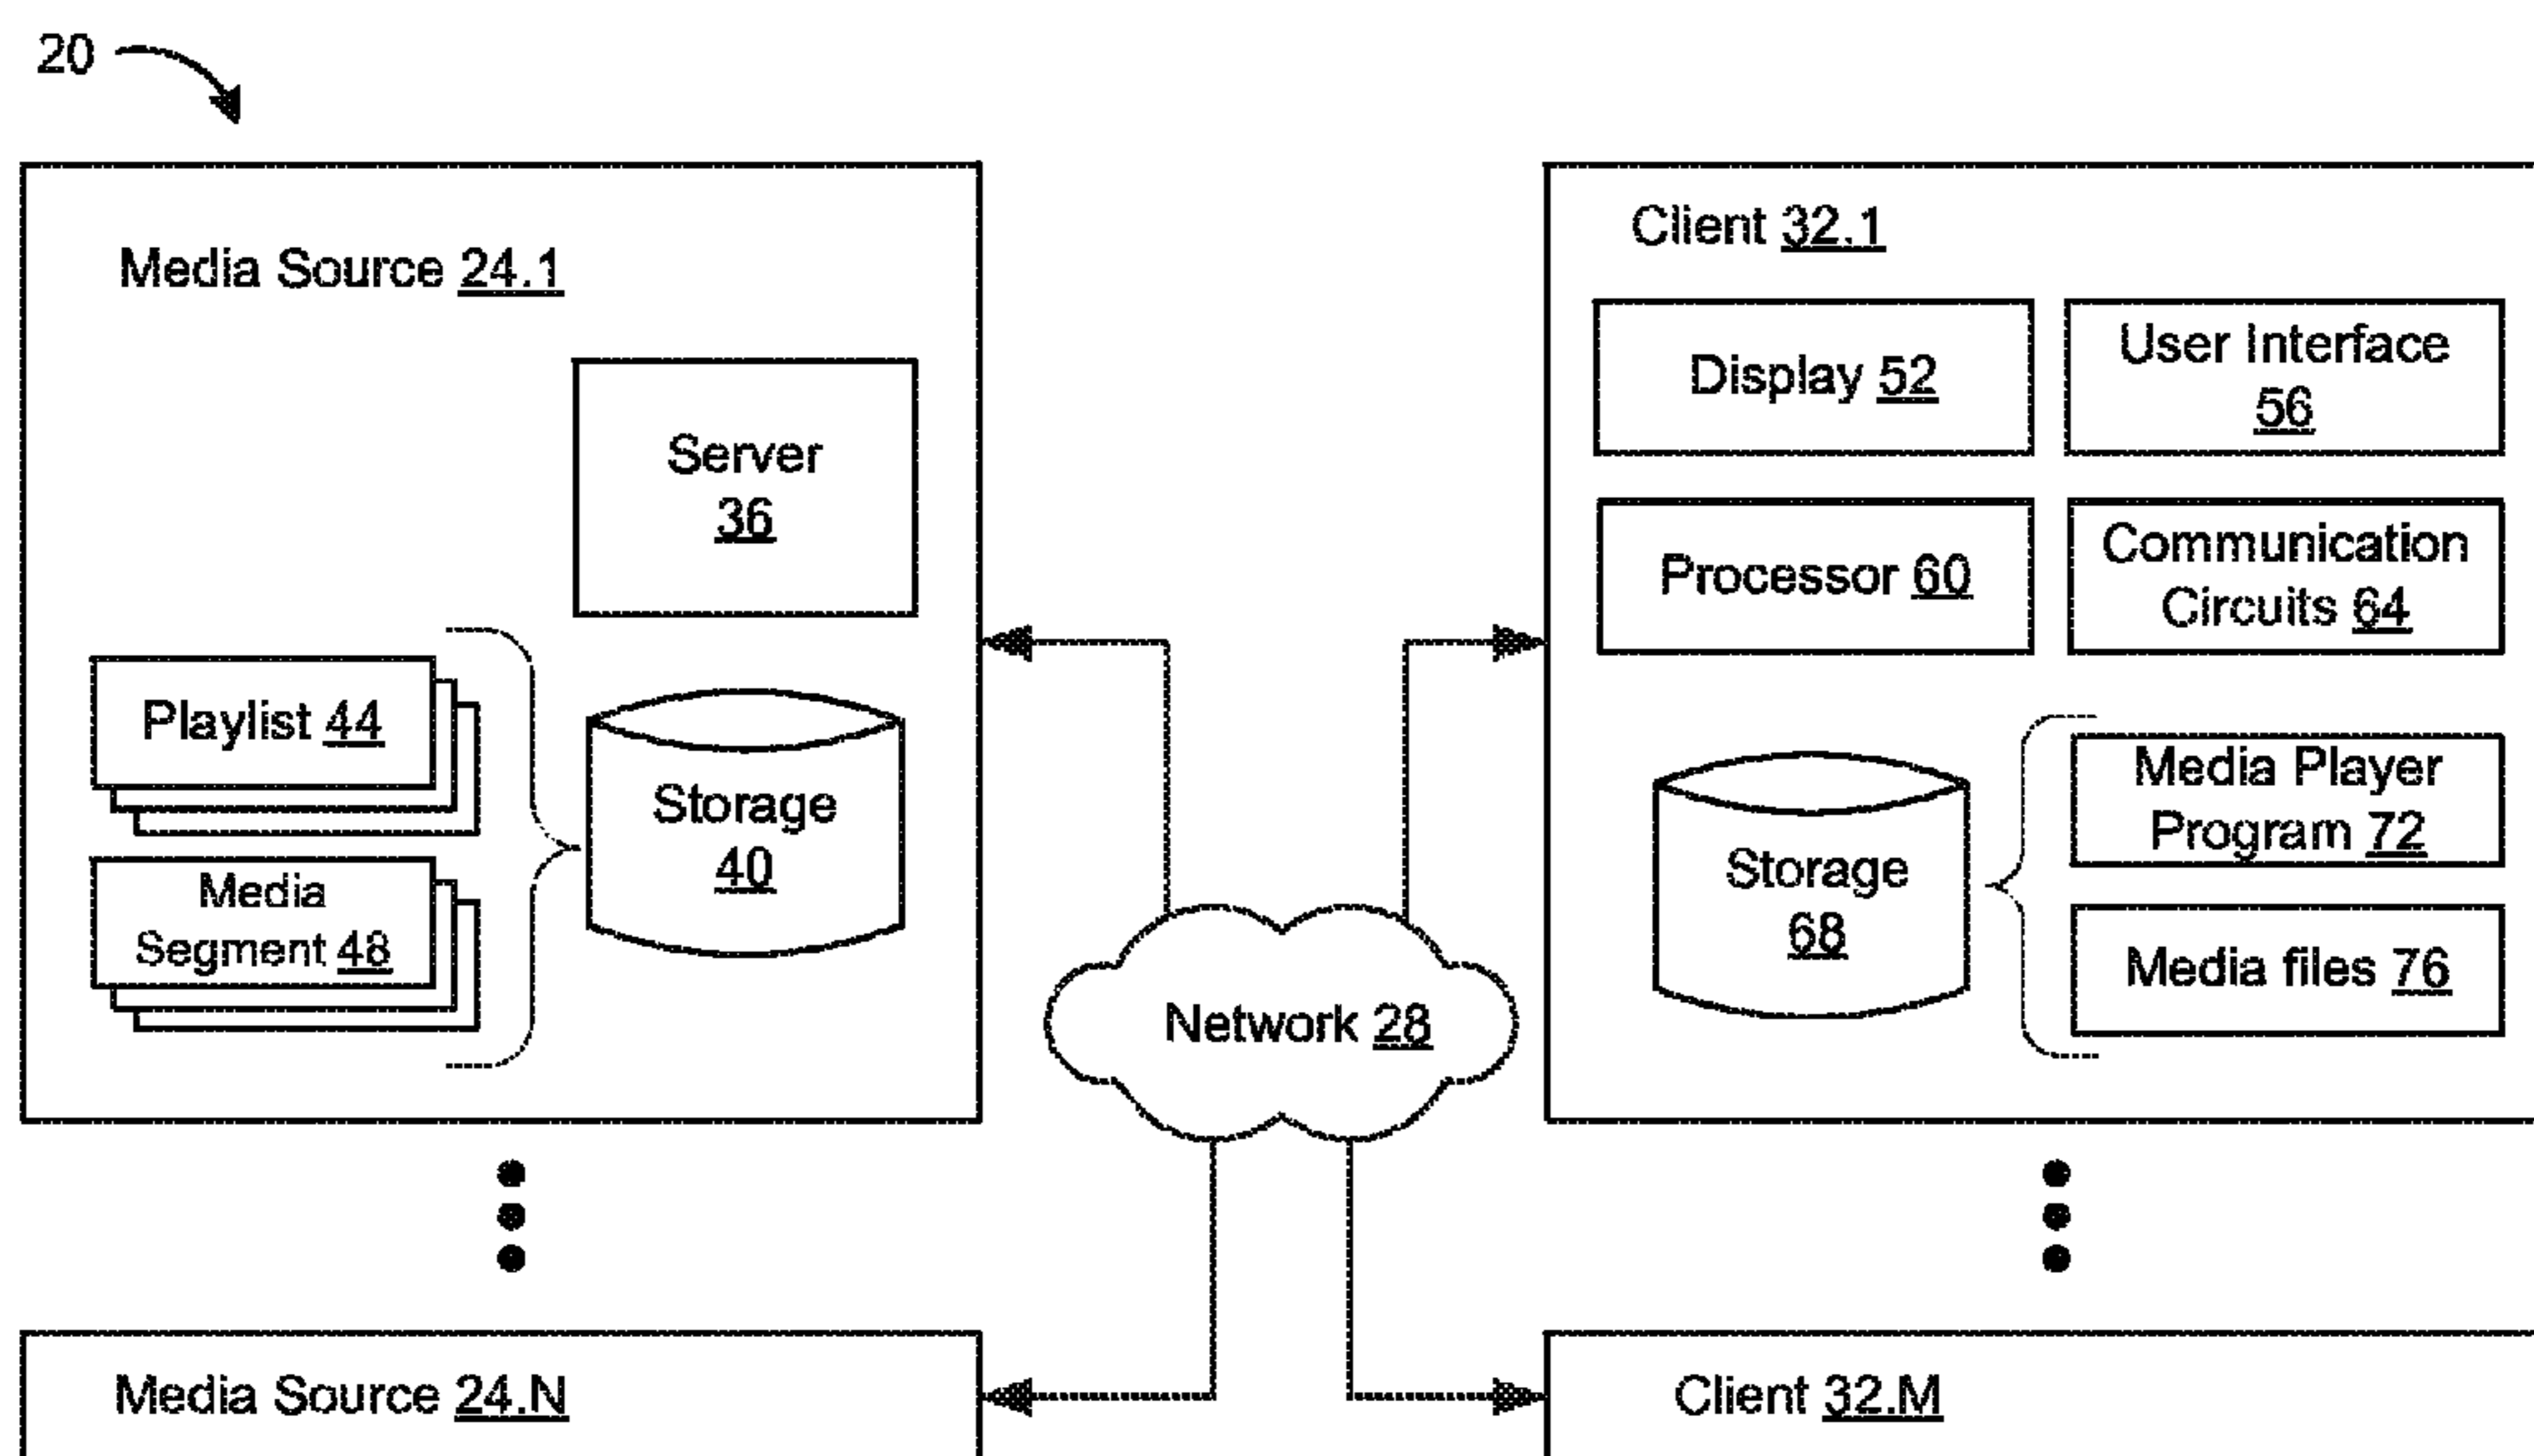 20
Media Source 24.1
Server
36
Playlist 44
Storage
40
Media
Segment 48
Network 28
Client 32.1
Display 52
User Interface
56
Processor 60
Communication
Circuits 64
Storage
68
Media Player
Program 72
Media files 76
Media Source 24.N
Client 32.M